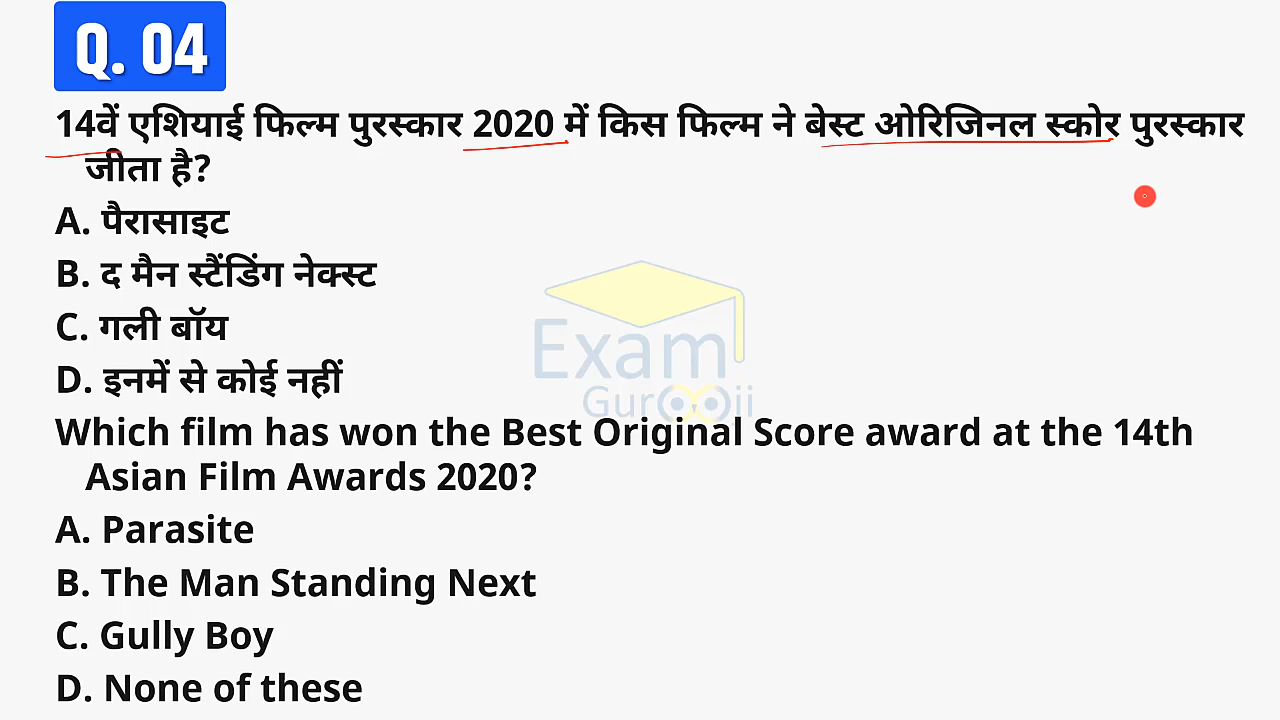 Q. 04
14वें एशियाई फिल्म पुरस्कार 2020 में किस फिल्म ने बेस्ट ओरिजिनल स्कोर पुरस्कार
जीता है?
A. पैरासाइट
B. द मैन स्टैंडिंग नेक्स्ट
C. गली बॉय
D. इनमें से कोई नहीं
Exam
Gurooji
Which film has won the Best Original Score award at the 14th
Asian Film Awards 2020?
A. Parasite
B. The Man Standing Next
C. Gully Boy
D. None of these